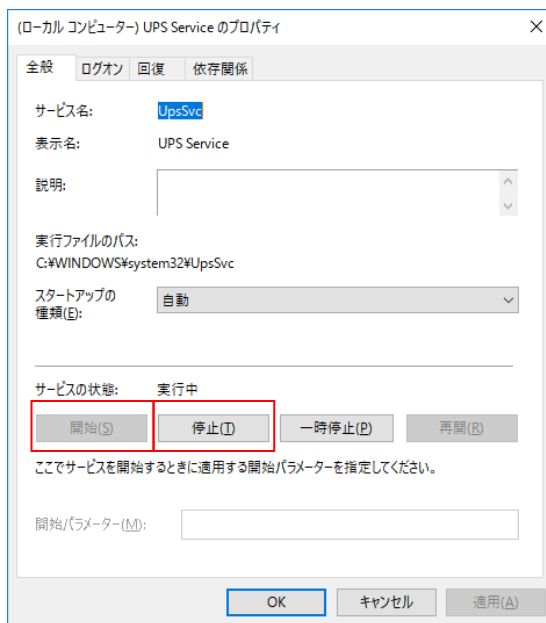 (ローカル コンピューター) UPS Service のプロパティ
全般 ログオン 回復 依存関係
サービス名: UpsSvc
表示名: UPS Service
説明:
実行ファイルのパス:
C:¥WINDOWS¥system32¥UpsSvc
スタートアップの
種類(E): 自動
サービスの状態: 実行中
開始(S) 停止(T) 一時停止(P) 再開(R)
ここでサービスを開始するときに適用する開始パラメーターを指定してください。
開始パラメーター(M):
OK キャンセル 適用(A)